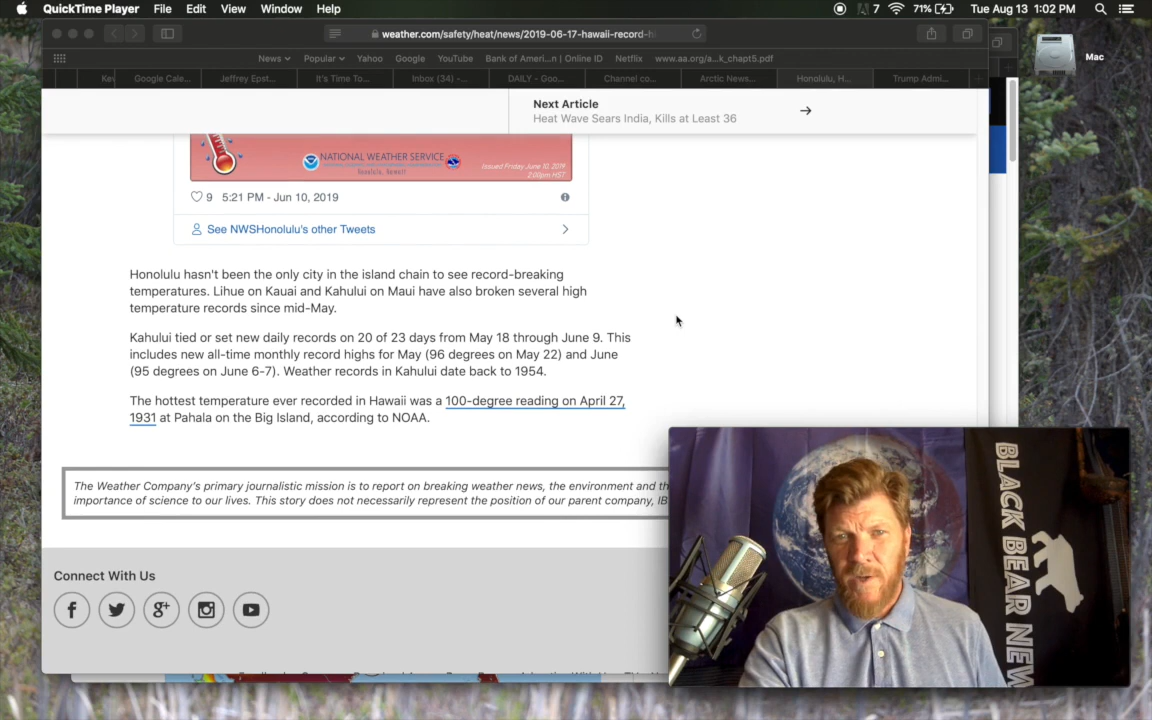 QuickTime Player File Edit View Window Help 7 71% Tue Aug 13 1:02 PM
weather.com/safety/heat/news/2019-06-17-hawaii-record-hi
Mac
News Popular Yahoo Google YouTube Bank of Ameri...n | Online ID Netflix www.aa.org/a...k_chapt5.pdf
Google Cale... Jeffrey Epst... It's Time To... Inbox (34) -... DAILY - Goo... Channel co... Arctic News... Honolulu, H... Trump Admi...
Next Article
Heat Wave Sears India, Kills at Least 36
NATIONAL WEATHER SERVICE
Honolulu, Hawaii
Issued Friday June 10, 2019
2:00pm HST
9 5:21 PM - Jun 10, 2019
See NWSHonolulu's other Tweets
Honolulu hasn't been the only city in the island chain to see record-breaking
temperatures. Lihue on Kauai and Kahului on Maui have also broken several high
temperature records since mid-May.
Kahului tied or set new daily records on 20 of 23 days from May 18 through June 9. This
includes new all-time monthly record highs for May (96 degrees on May 22) and June
(95 degrees on June 6-7). Weather records in Kahului date back to 1954.
The hottest temperature ever recorded in Hawaii was a 100-degree reading on April 27,
1931 at Pahala on the Big Island, according to NOAA.
The Weather Company's primary journalistic mission is to report on breaking weather news, the environment and th
importance of science to our lives. This story does not necessarily represent the position of our parent company, IB
Connect With Us
BLACK BEAR NEW